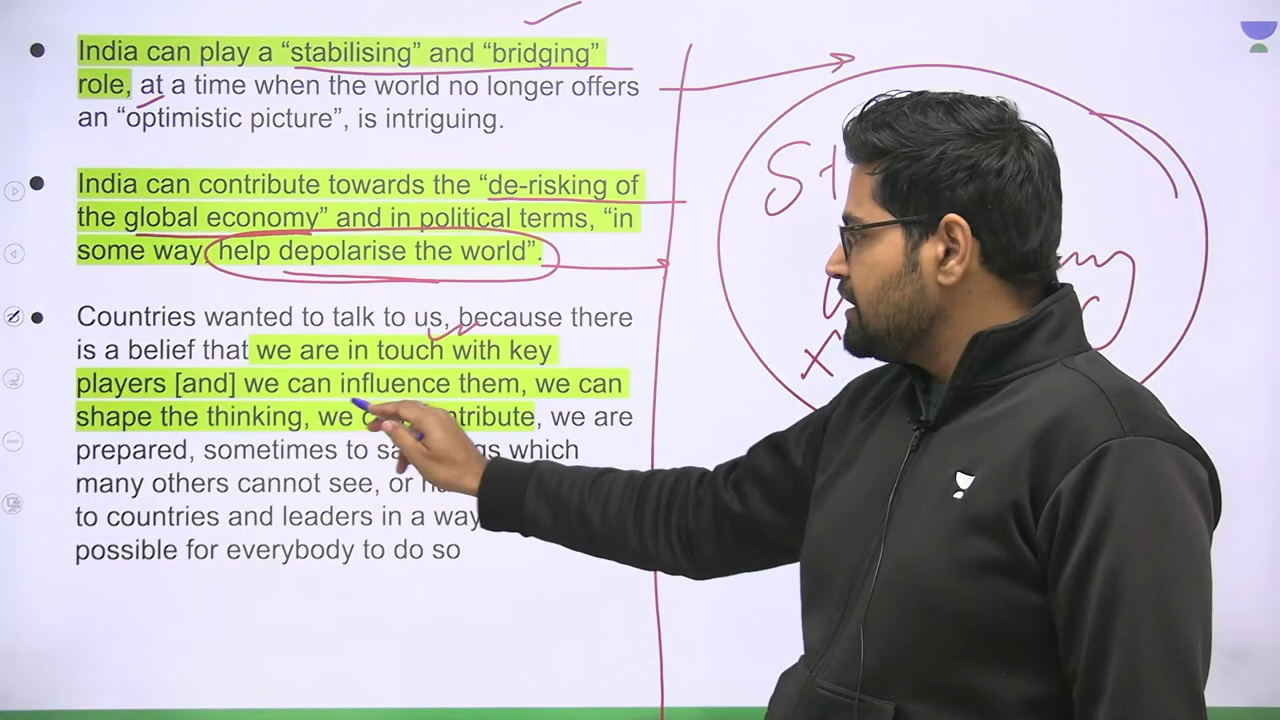 India can play a “stabilising” and “bridging”
role, at a time when the world no longer offers
an “optimistic picture”, is intriguing.
India can contribute towards the “de-risking of
the global economy” and in political terms, “in
some way help depolarise the world”.
Countries wanted to talk to us, because there
is a belief that we are in touch with key
players [and] we can influence them, we can
shape the thinking, we contribute, we are
prepared, sometimes to which
many others cannot see, or
to countries and leaders in a way
possible for everybody to do so